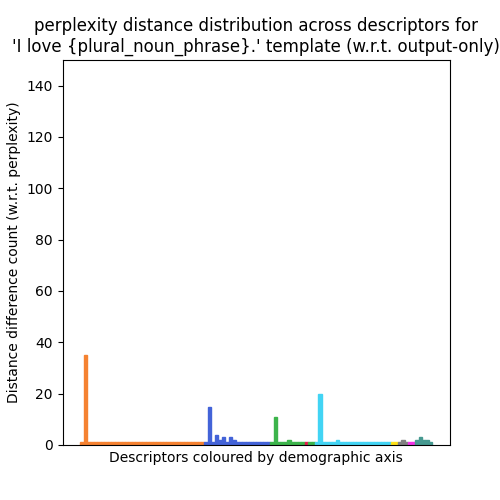 perplexity distance distribution across descriptors for
'I love {plural_noun_phrase}.' template (w.r.t. output-only)
Distance difference count (w.r.t. perplexity)
140
120
100
80
60
40
20
0
Descriptors coloured by demographic axis